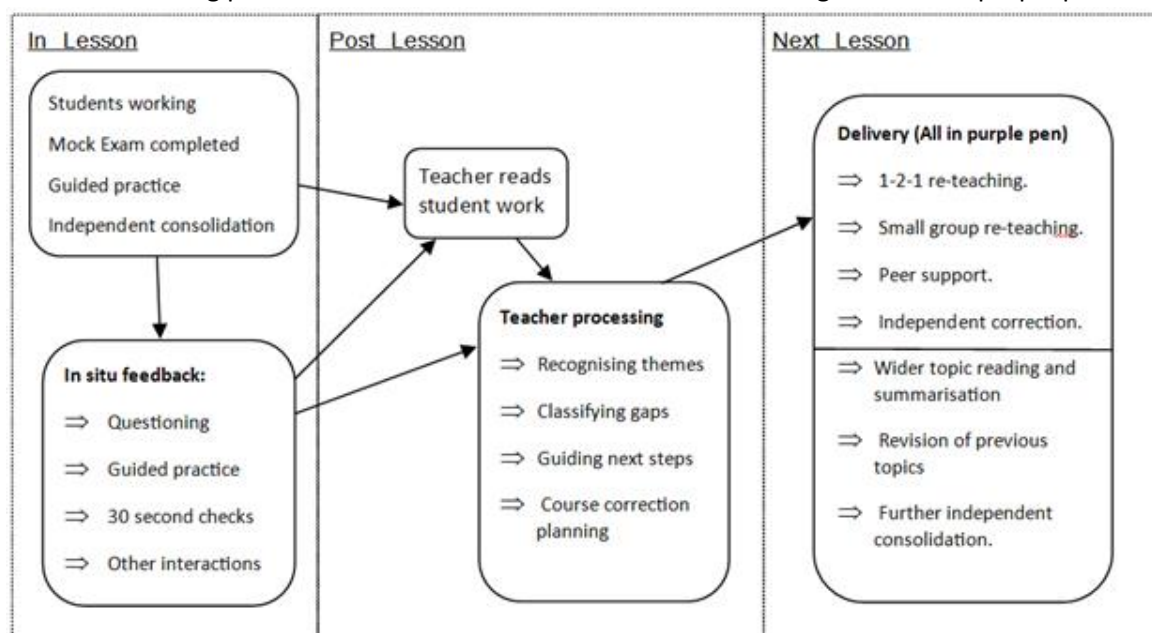 In Lesson
Students working
Mock Exam completed
Guided practice
Independent consolidation
In situ feedback:
⇒ Questioning
⇒ Guided practice
⇒ 30 second checks
⇒ Other interactions
Post Lesson
Teacher reads
student work
Teacher processing
⇒ Recognising themes
⇒ Classifying gaps
⇒ Guiding next steps
⇒ Course correction
planning
Next Lesson
Delivery (All in purple pen)
⇒ 1-2-1 re-teaching.
⇒ Small group re-teaching.
⇒ Peer support.
⇒ Independent correction.
⇒ Wider topic reading and
summarisation
⇒ Revision of previous
topics
⇒ Further independent
consolidation.